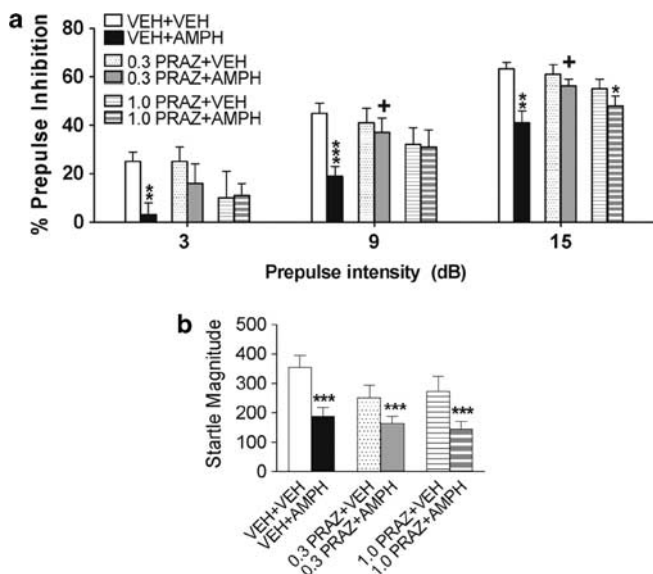 a
VEH+VEH
VEH+AMPH
0.3 PRAZ+VEH
0.3 PRAZ+AMPH
1.0 PRAZ+VEH
1.0 PRAZ+AMPH
% Prepulse Inhibition
80
60
40
20
0
**
***
+
**
+
*
3 9 15
Prepulse intensity (dB)
b
Startle Magnitude
500
400
300
200
100
0
*** *** ***
VEH+VEH
VEH+AMPH
0.3 PRAZ+VEH
0.3 PRAZ+AMPH
1.0 PRAZ+VEH
1.0 PRAZ+AMPH